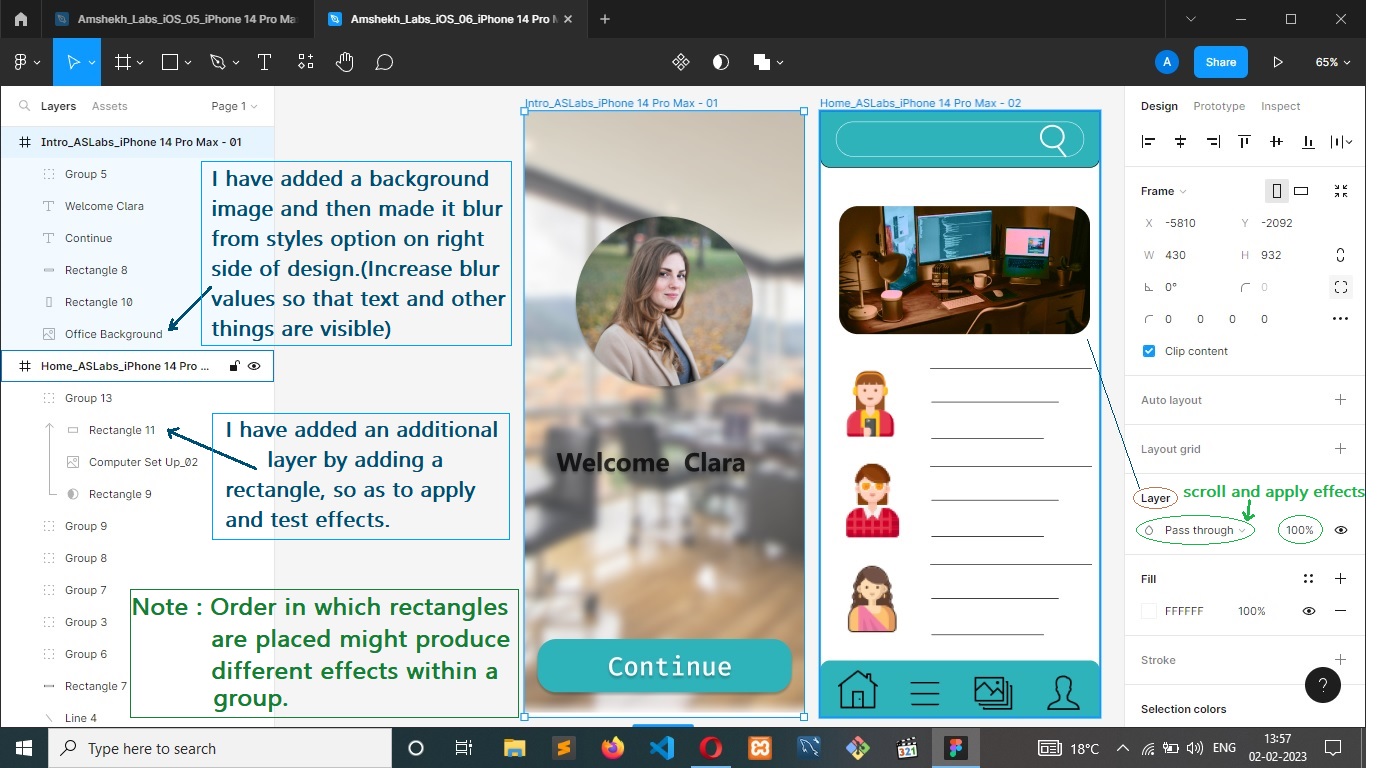 Amshekh_Labs_iOS_05_iPhone 14 Pro Ma
Amshekh_Labs_iOS_06_iPhone 14 Pro M
A
Share
65%
Layers
Assets
Page 1
Intro_ASLabs_iPhone 14 Pro Max - 01
Group 5
Welcome Clara
Continue
Rectangle 8
Rectangle 10
Office Background
Home_ASLabs_iPhone 14 Pro ...
Group 13
Rectangle 11
Computer Set Up_02
Rectangle 9
Group 9
Group 8
Group 7
Group 3
Group 6
Rectangle 7
Line 4
I have added a background
image and then made it blur
from styles option on right
side of design.(Increase blur
values so that text and other
things are visible)
I have added an additional
layer by adding a
rectangle, so as to apply
and test effects.
Note : Order in which rectangles
are placed might produce
different effects within a
group.
Intro_ASLabs_iPhone 14 Pro Max - 01
Welcome Clara
Continue
Home_ASLabs_iPhone 14 Pro Max - 02
Design
Prototype
Inspect
Frame
X -5810 Y -2092
W 430 H 932
0° 0
0 0 0 0
Clip content
Auto layout
Layout grid
Layer
scroll and apply effects
Pass through 100%
Fill
FFFFFF 100%
Stroke
?
Selection colors
Type here to search
321
18°C
ENG
13:57
02-02-2023